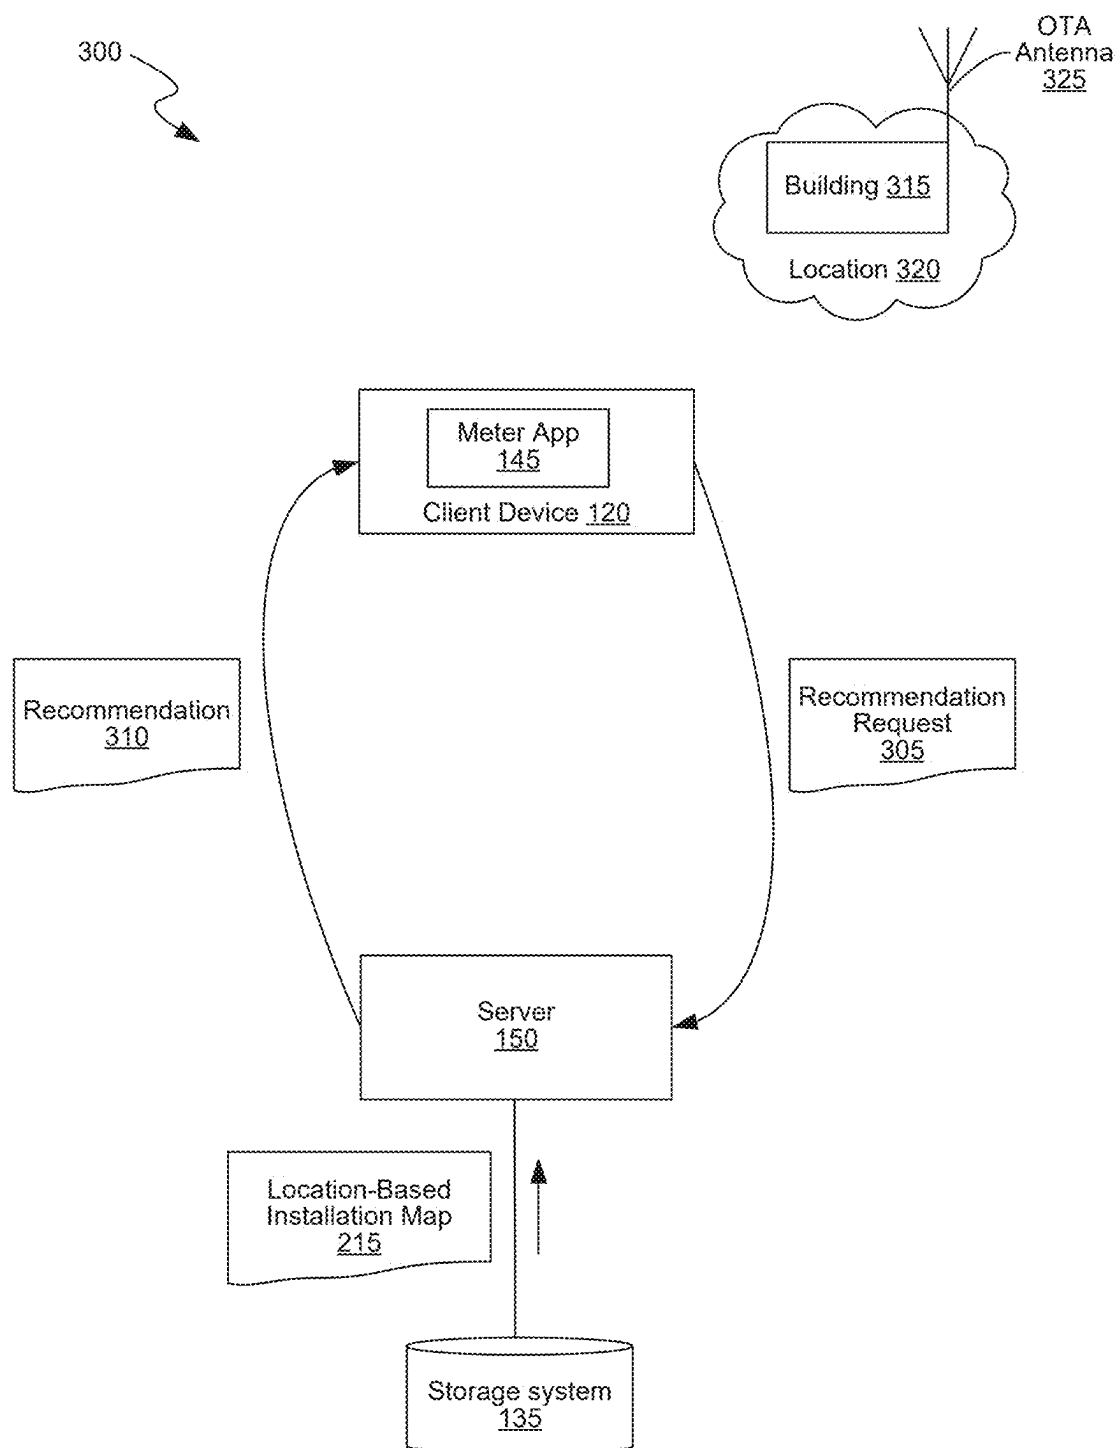 300
OTA
Antenna
325
Building 315
Location 320
Meter App
145
Client Device 120
Recommendation
310
Recommendation
Request
305
Server
150
Location-Based
Installation Map
215
Storage system
135